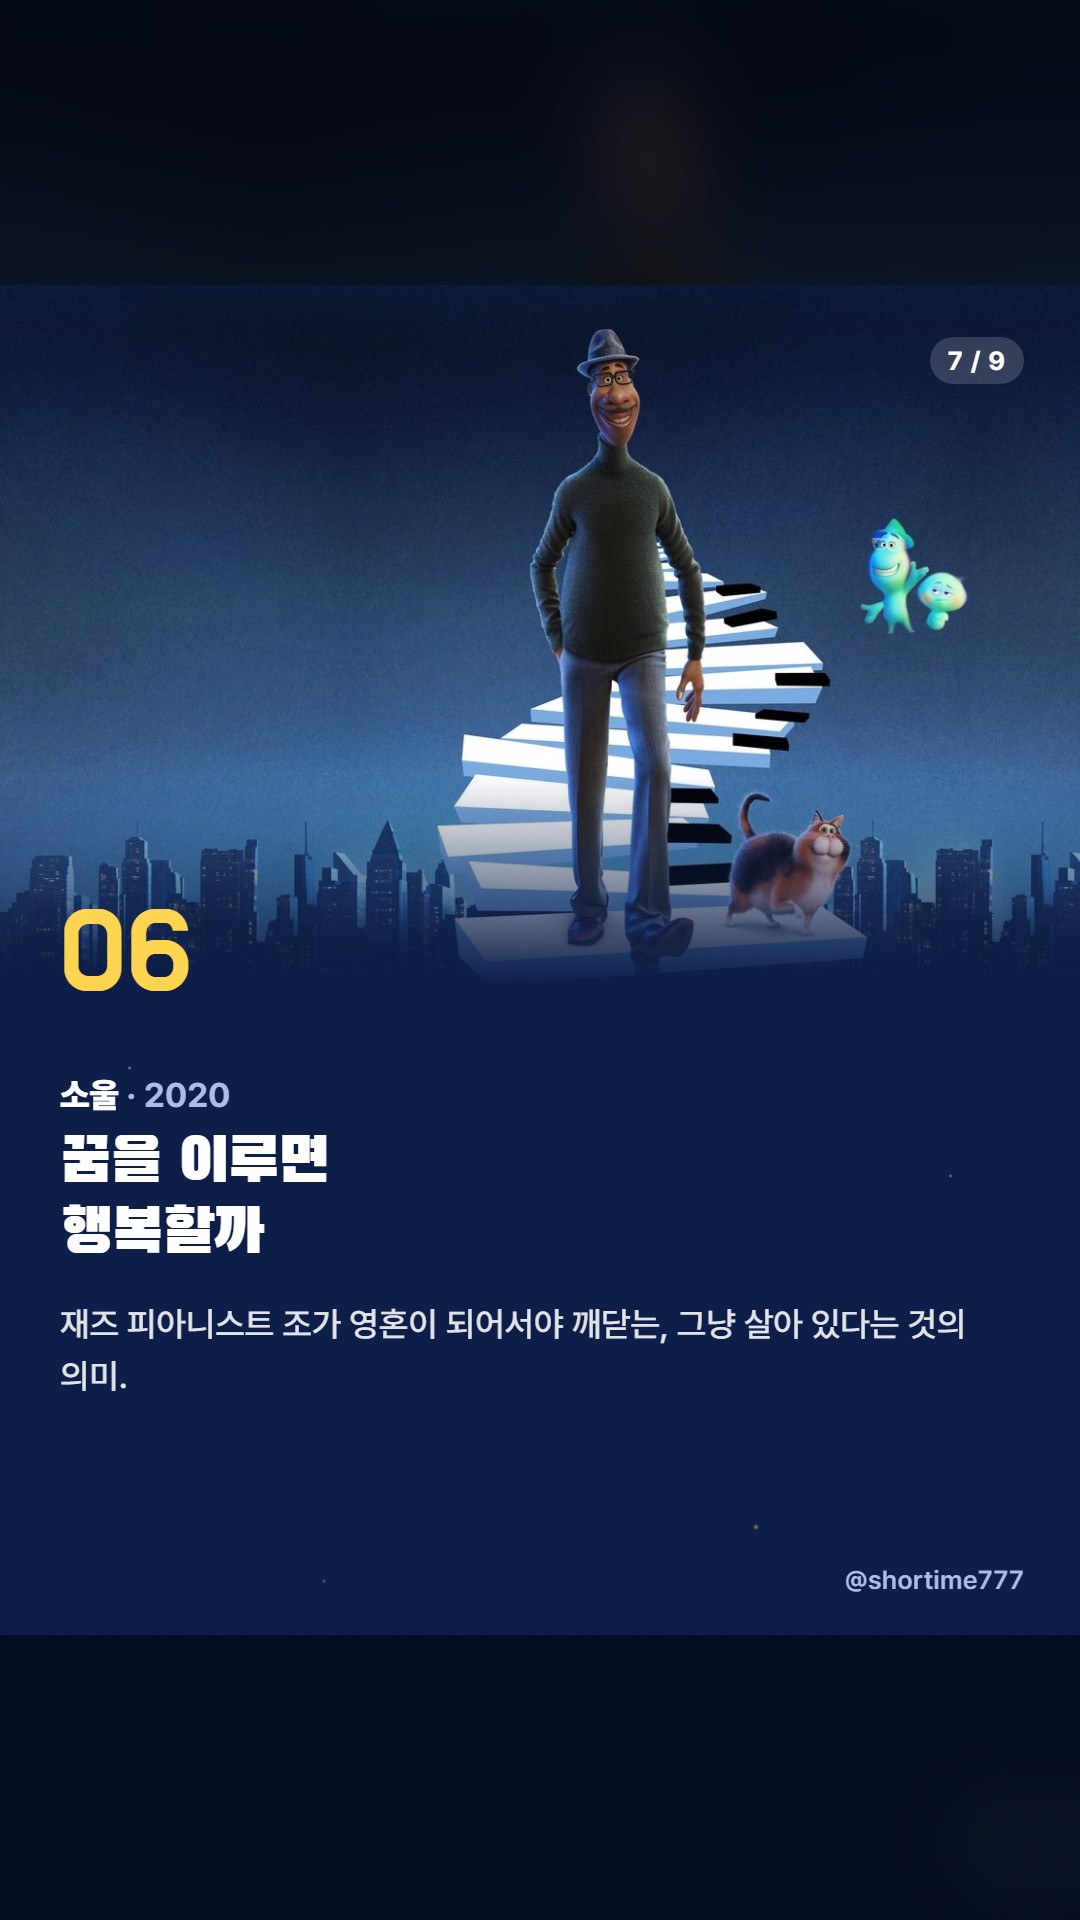 7 / 9
06
소울 · 2020
꿈을 이루면
행복할까
재즈 피아니스트 조가 영혼이 되어서야 깨닫는, 그냥 살아 있다는 것의
의미.
@shortime777